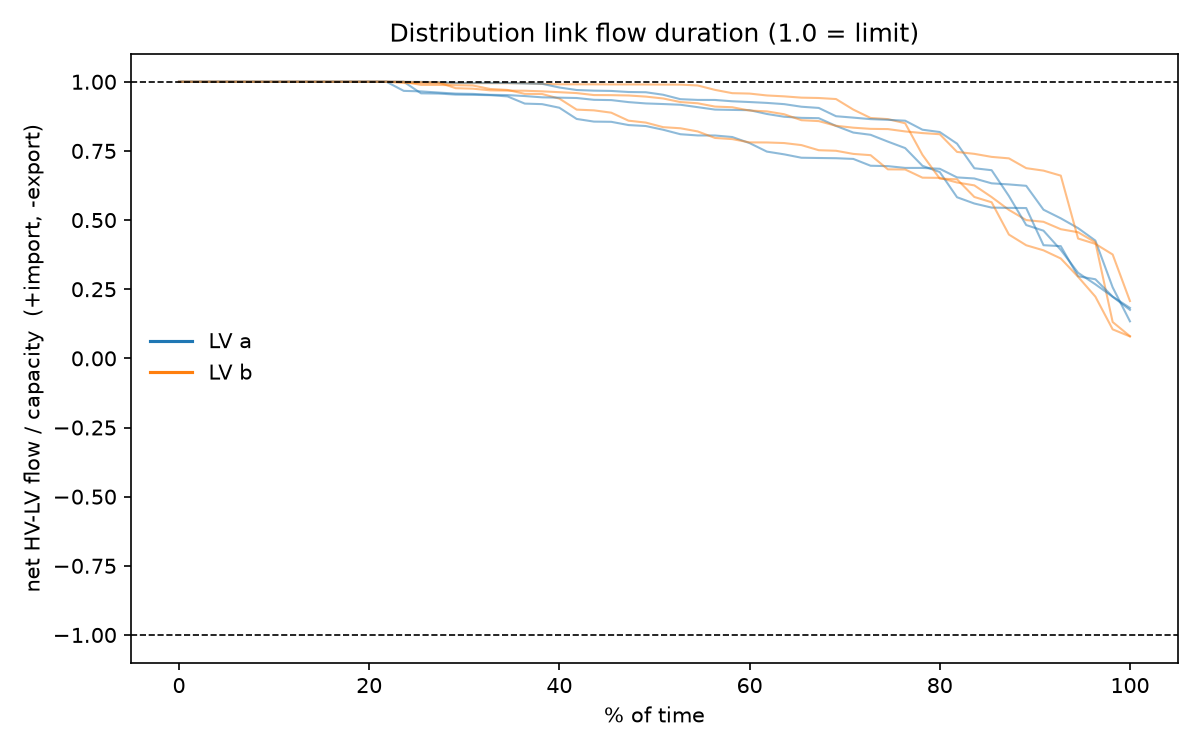 Distribution link flow duration (1.0 = limit)
net HV-LV flow / capacity  (+import, -export)
1.00
0.75
0.50
0.25
0.00
−0.25
−0.50
−0.75
−1.00
LV a
LV b
0 20 40 60 80 100
% of time